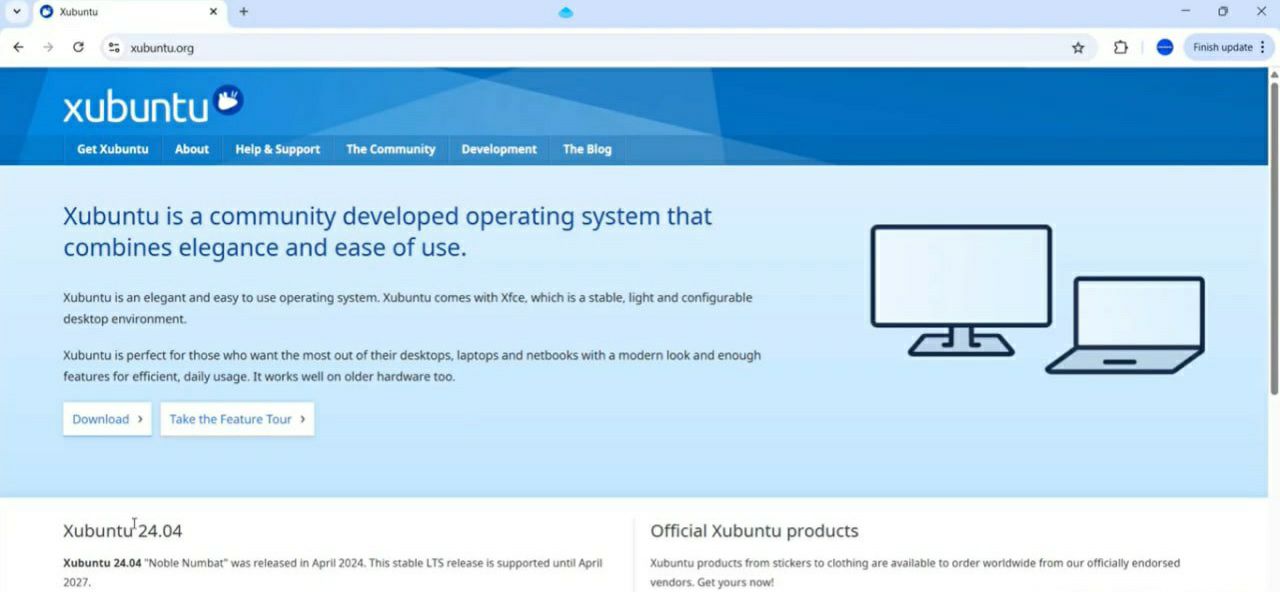 Xubuntu
xubuntu.org
Finish update
xubuntu
Get Xubuntu About Help & Support The Community Development The Blog
Xubuntu is a community developed operating system that
combines elegance and ease of use.
Xubuntu is an elegant and easy to use operating system. Xubuntu comes with Xfce, which is a stable, light and configurable
desktop environment.
Xubuntu is perfect for those who want the most out of their desktops, laptops and netbooks with a modern look and enough
features for efficient, daily usage. It works well on older hardware too.
Download › Take the Feature Tour ›
Xubuntu 24.04
Xubuntu 24.04 "Noble Numbat" was released in April 2024. This stable LTS release is supported until April
2027.
Official Xubuntu products
Xubuntu products from stickers to clothing are available to order worldwide from our officially endorsed
vendors. Get yours now!